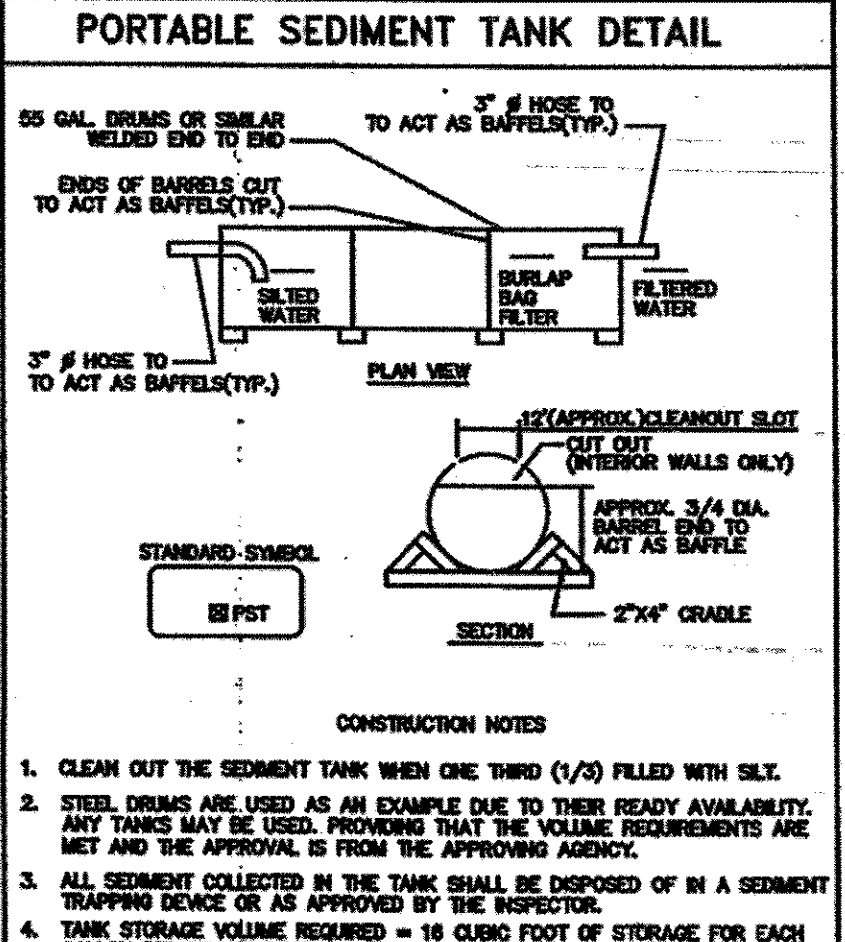 PORTABLE SEDIMENT TANK DETAIL
55 GAL. DRUMS OR SIMILAR
WELDED END TO END
3" Ø HOSE TO
TO ACT AS BAFFELS(TYP.)
ENDS OF BARRELS CUT
TO ACT AS BAFFELS(TYP.)
SILTED
WATER
BURLAP
BAG
FILTER
FILTERED
WATER
3" Ø HOSE TO
TO ACT AS BAFFELS(TYP.)
PLAN VIEW
12"(APPROX.)CLEANOUT SLOT
CUT OUT
(INTERIOR WALLS ONLY)
APPROX. 3/4 DIA.
BARREL END TO
ACT AS BAFFLE
STANDARD SYMBOL
PST
2"X4" CRADLE
SECTION
CONSTRUCTION NOTES
1. CLEAN OUT THE SEDIMENT TANK WHEN ONE THIRD (1/3) FILLED WITH SILT.
2. STEEL DRUMS ARE USED AS AN EXAMPLE DUE TO THEIR READY AVAILABILITY.
ANY TANKS MAY BE USED. PROVIDING THAT THE VOLUME REQUIREMENTS ARE
MET AND THE APPROVAL IS FROM THE APPROVING AGENCY.
3. ALL SEDIMENT COLLECTED IN THE TANK SHALL BE DISPOSED OF IN A SEDIMENT
TRAPPING DEVICE OR AS APPROVED BY THE INSPECTOR.
4. TANK STORAGE VOLUME REQUIRED = 16 CUBIC FOOT OF STORAGE FOR EACH